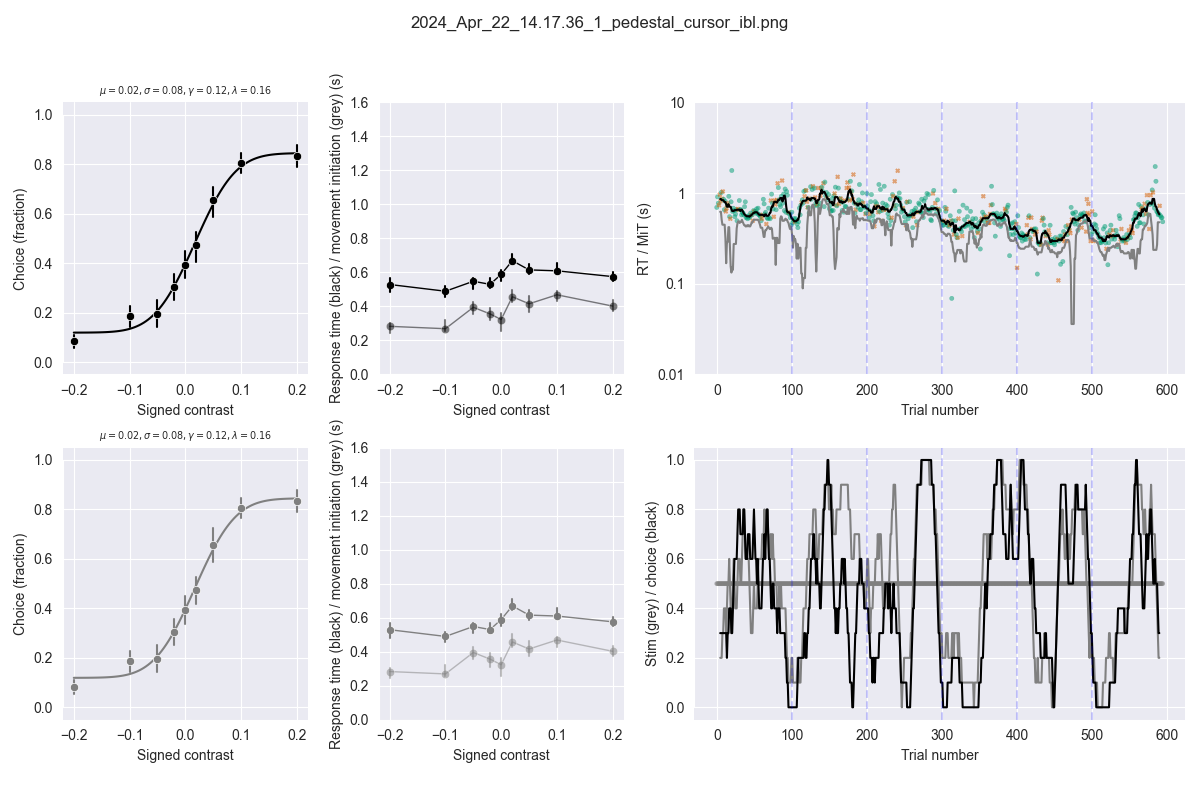 2024_Apr_22_14.17.36_1_pedestal_cursor_ibl.png
μ = 0.02, σ = 0.08, γ = 0.12, λ = 0.16
Choice (fraction)
1.0
0.8
0.6
0.4
0.2
0.0
−0.2 −0.1 0.0 0.1 0.2
Signed contrast
Response time (black) / movement initiation (grey) (s)
1.6
1.4
1.2
1.0
0.8
0.6
0.4
0.2
0.0
−0.2 −0.1 0.0 0.1 0.2
Signed contrast
RT / MiT (s)
10
1
0.1
0.01
0 100 200 300 400 500 600
Trial number
μ = 0.02, σ = 0.08, γ = 0.12, λ = 0.16
Choice (fraction)
1.0
0.8
0.6
0.4
0.2
0.0
−0.2 −0.1 0.0 0.1 0.2
Signed contrast
Response time (black) / movement initiation (grey) (s)
1.6
1.4
1.2
1.0
0.8
0.6
0.4
0.2
0.0
−0.2 −0.1 0.0 0.1 0.2
Signed contrast
Stim (grey) / choice (black)
1.0
0.8
0.6
0.4
0.2
0.0
0 100 200 300 400 500 600
Trial number